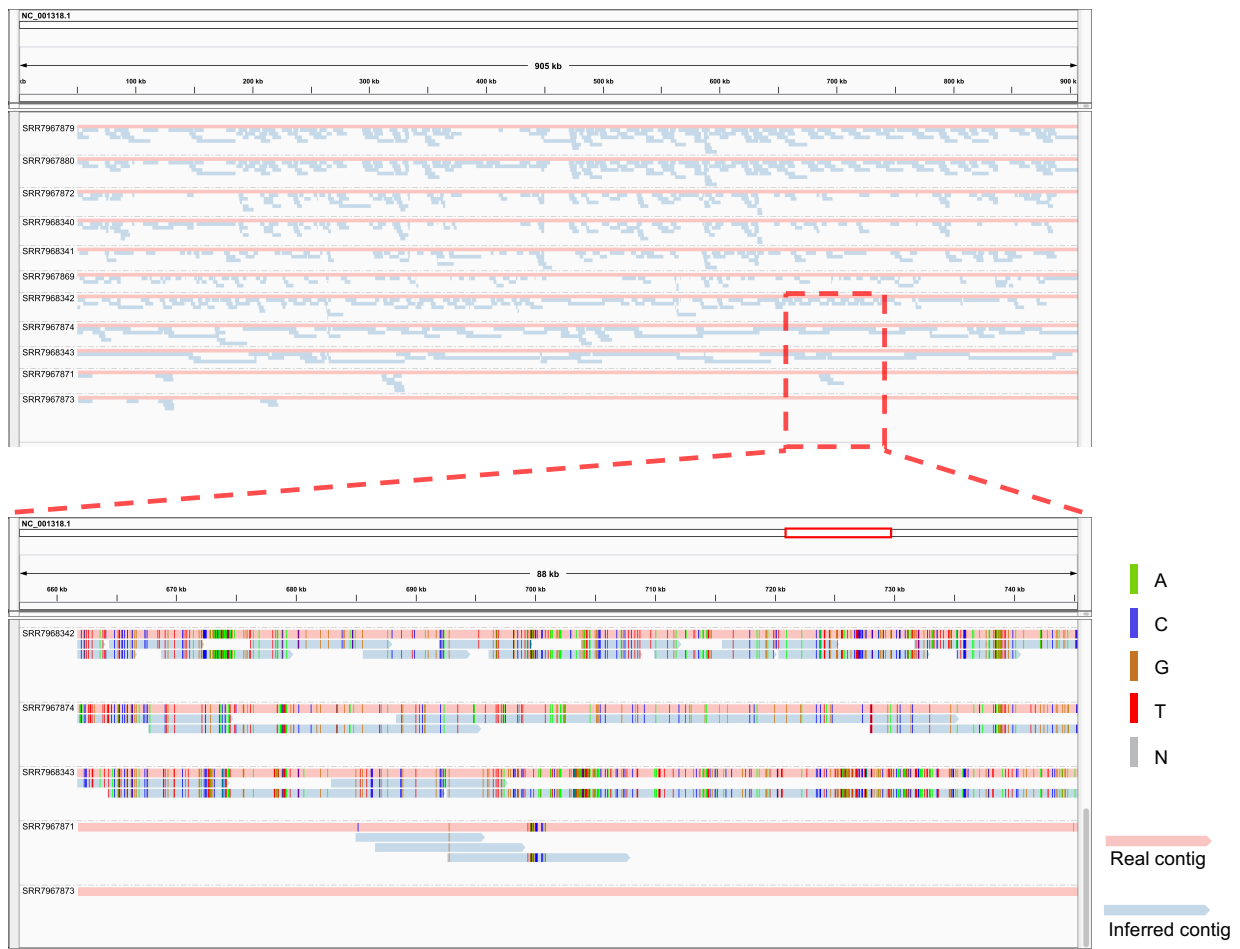 NC_001318.1
905 kb
kb 100 kb 200 kb 300 kb 400 kb 500 kb 600 kb 700 kb 800 kb 900 k
SRR7967879
SRR7967880
SRR7967872
SRR7968340
SRR7968341
SRR7967869
SRR7968342
SRR7967874
SRR7968343
SRR7967871
SRR7967873
NC_001318.1
88 kb
660 kb 670 kb 680 kb 690 kb 700 kb 710 kb 720 kb 730 kb 740 kb
SRR7968342
SRR7967874
SRR7968343
SRR7967871
SRR7967873
A
C
G
T
N
Real contig
Inferred contig